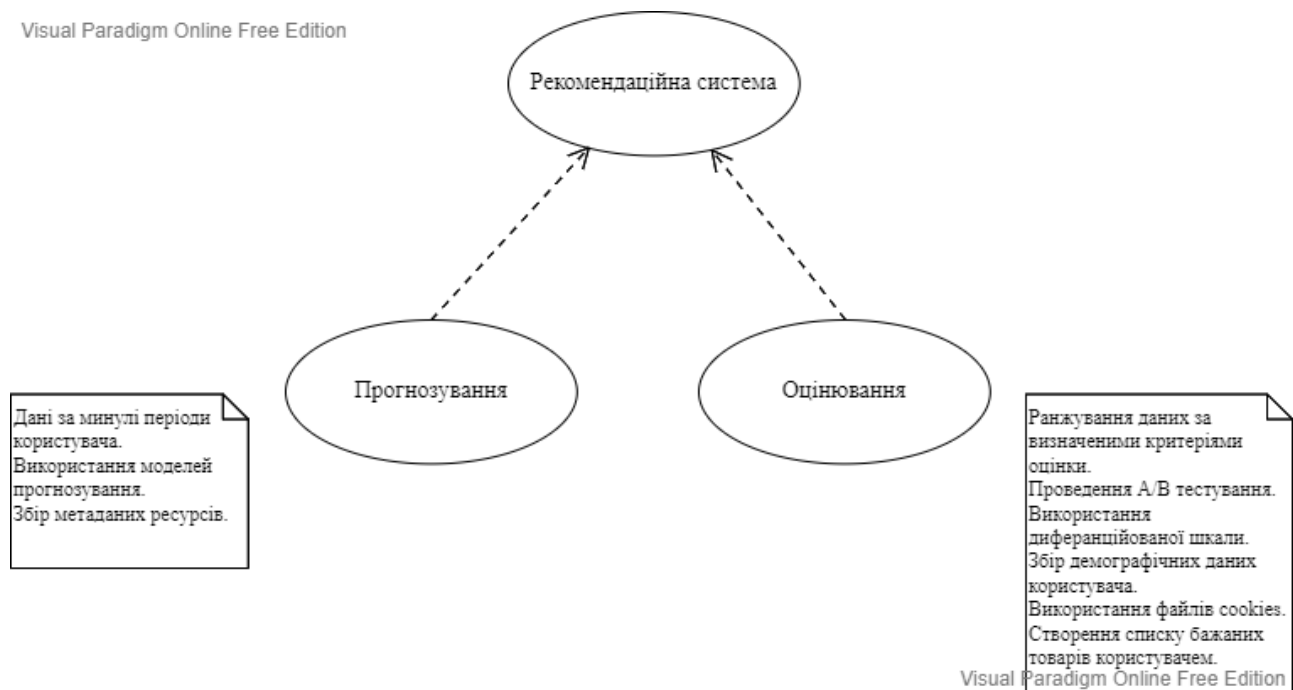 Visual Paradigm Online Free Edition
Рекомендаційна система
Прогнозування
Оцінювання
Дані за минулі періоди
користувача.
Використання моделей
прогнозування.
Збір метаданих ресурсів.
Ранжування даних за
визначеними критеріями
оцінки.
Проведення А/В тестування.
Використання
диферанційованої шкали.
Збір демографічних даних
користувача.
Використання файлів cookies.
Створення списку бажаних
товарів користувачем.
Visual Paradigm Online Free Edition